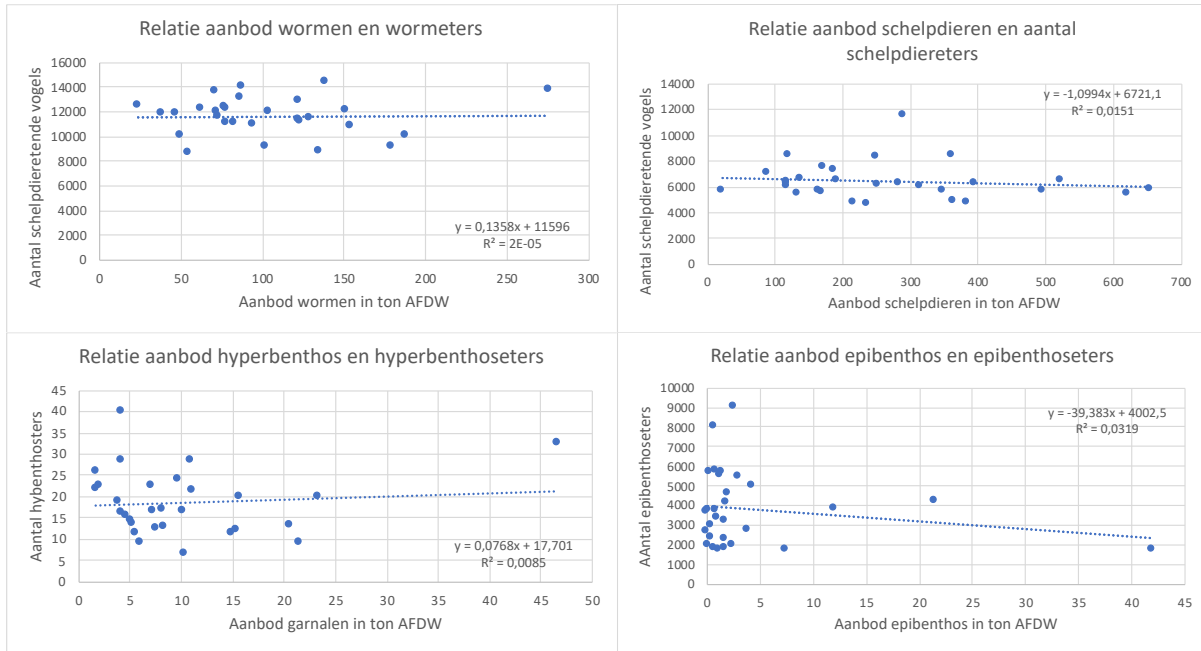 Relatie aanbod wormen en wormeters
Aantal schelpdieretende vogels
16000
14000
12000
10000
8000
6000
4000
2000
0
y = 0,1358x + 11596
R² = 2E-05
0 50 100 150 200 250 300
Aanbod wormen in ton AFDW
Relatie aanbod schelpdieren en aantal
schelpdiereters
Aantal schelpdieretende vogels
14000
12000
10000
8000
6000
4000
2000
0
y = -1,0994x + 6721,1
R² = 0,0151
0 100 200 300 400 500 600 700
Aanbod schelpdieren in ton AFDW
Relatie aanbod hyperbenthos en hyperbenthoseters
Aantal hybenthosters
45
40
35
30
25
20
15
10
5
0
y = 0,0768x + 17,701
R² = 0,0085
0 5 10 15 20 25 30 35 40 45 50
Aanbod garnalen in ton AFDW
Relatie aanbod epibenthos en epibenthoseters
AAntal epibenthoseters
10000
9000
8000
7000
6000
5000
4000
3000
2000
1000
0
y = -39,383x + 4002,5
R² = 0,0319
0 5 10 15 20 25 30 35 40 45
Aanbod epibenthos in ton AFDW